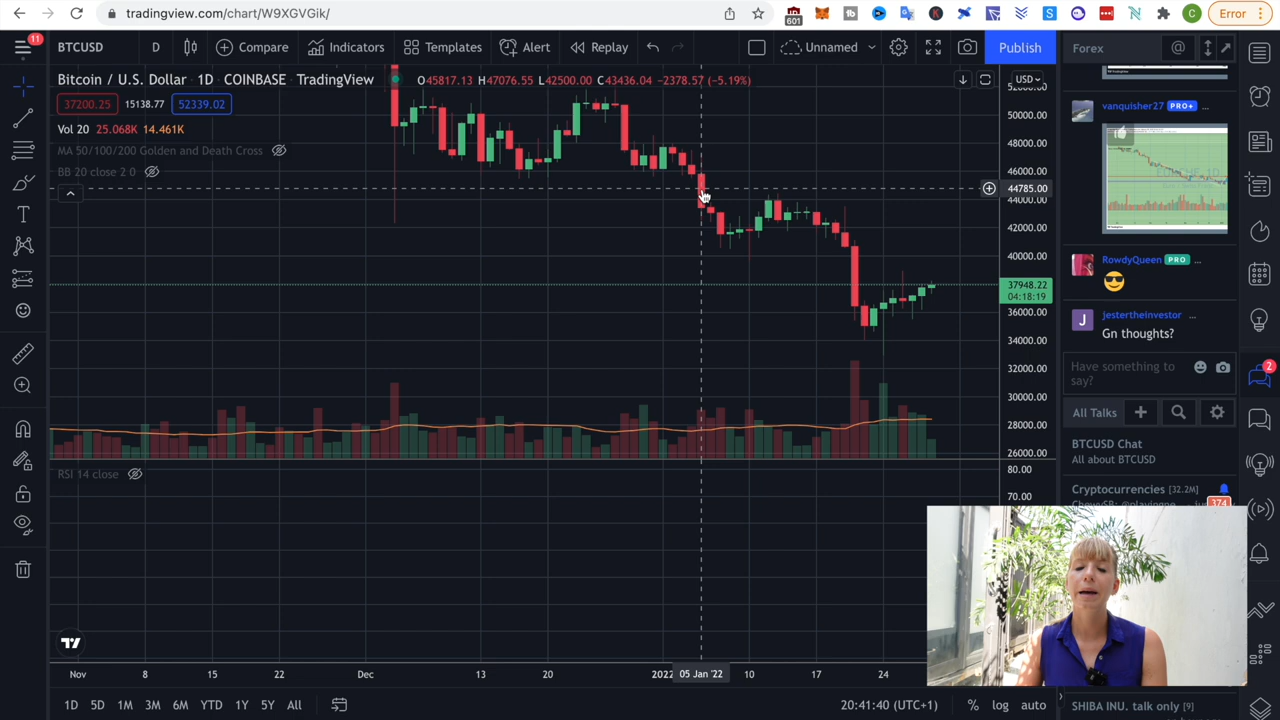 tradingview.com/chart/W9XGVGik/
601
C
Error
11
BTCUSD
D
Compare
Indicators
Templates
Alert
Replay
Unnamed
Publish
Forex
Bitcoin / U.S. Dollar · 1D · COINBASE · TradingView
O45817.13 H47076.55 L42500.00 C43436.04 −2378.57 (−5.19%)
USD
37200.25 15138.77 52339.02
Vol 20 25.068K 14.461K
MA 50/100/200 Golden and Death Cross
BB 20 close 2 0
50000.00
48000.00
46000.00
44785.00
44000.00
42000.00
40000.00
37948.22
04:18:19
36000.00
34000.00
32000.00
30000.00
28000.00
26000.00
RSI 14 close
80.00
70.00
Nov 8 15 22 Dec 13 20 2022 05 Jan '22 10 17 24
1D 5D 1M 3M 6M YTD 1Y 5Y All
20:41:40 (UTC+1)
% log auto
vanquisher27 PRO+ ...
RowdyQueen PRO ...
J
jestertheinvestor ...
Gn thoughts?
Have something to
say?
2
All Talks
BTCUSD Chat
All about BTCUSD
Cryptocurrencies [32.2M]
374
SHIBA INU. talk only [9]